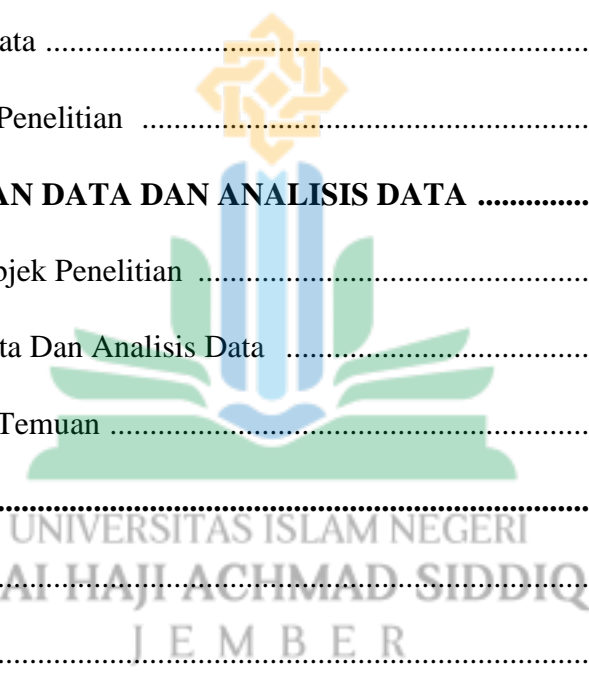 ata ................................................................
Penelitian ................................................................
AN DATA DAN ANALISIS DATA ..............
bjek Penelitian ................................................................
ta Dan Analisis Data ................................................
Temuan ................................................................
................................................................
UNIVERSITAS ISLAM NEGERI
................................................................
AI HAJI ACHMAD SIDDIQ
................................................................
JEMBER